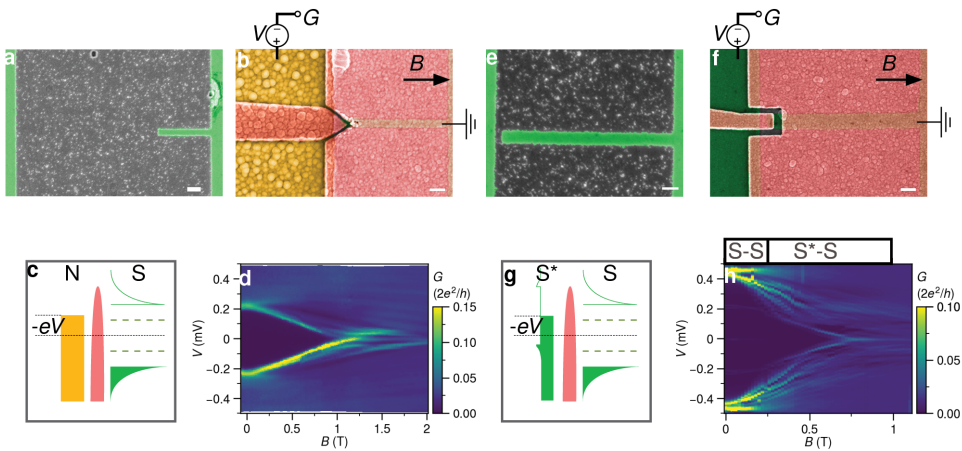 G
V
−
+
a
b
B
c
N
S
-eV
d
V (mV)
0.4
0.2
0
-0.2
-0.4
0
0.5
1
1.5
2
B (T)
G
(2e²/h)
0.15
0.10
0.05
0.00
G
V
−
+
e
f
B
g
S*
S
-eV
S-S
S*-S
h
V (mV)
0.4
0.2
0
-0.2
-0.4
0
0.5
1
B (T)
G
(2e²/h)
0.10
0.05
0.00